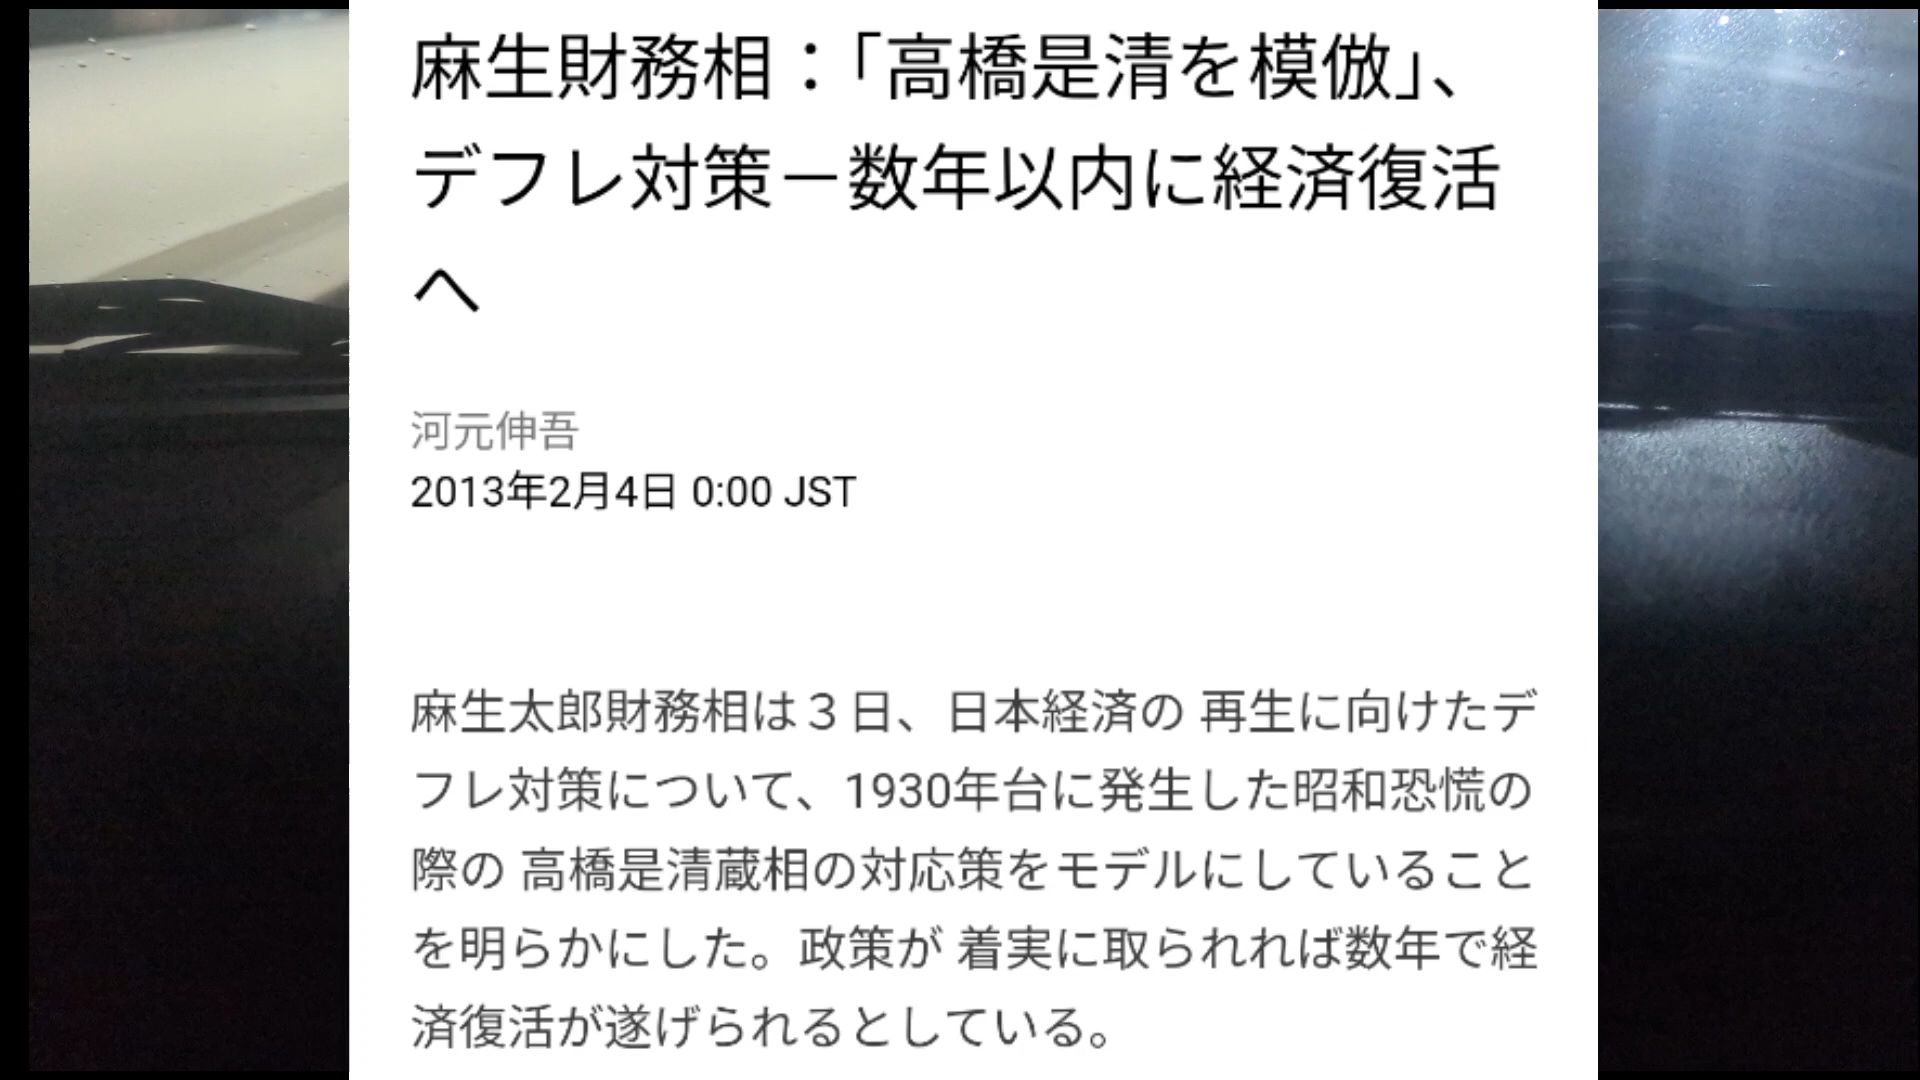 麻生財務相：「高橋是清を模倣」、
デフレ対策－数年以内に経済復活
へ
河元伸吾
2013年2月4日 0:00 JST
麻生太郎財務相は３日、日本経済の 再生に向けたデ
フレ対策について、1930年台に発生した昭和恐慌の
際の 高橋是清蔵相の対応策をモデルにしていること
を明らかにした。政策が 着実に取られれば数年で経
済復活が遂げられるとしている。